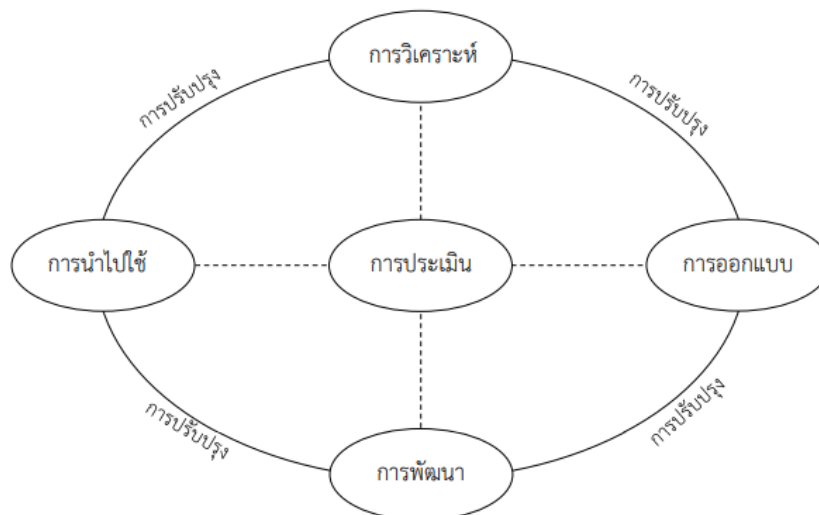 การวิเคราะห์
การปรับปรุง
การปรับปรุง
การนำไปใช้
การประเมิน
การออกแบบ
การปรับปรุง
การปรับปรุง
การพัฒนา